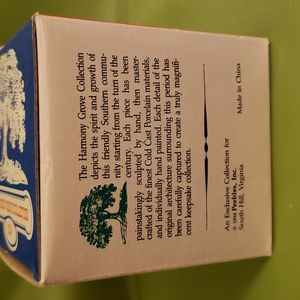 The Harmony Grove Collection
depicts the spirit and growth of
this friendly Southern commu-
nity starting from the turn of the
century. Each piece has been
painstakingly sculpted by hand, then master-
crafted of the finest Cold Cast Porcelain materials,
and individually hand painted. Each detail of the
original architecture surrounding this period has
been carefully captured to create a truly magnifi-
cent keepsake collection.
An Exclusive Collection for
© 1994 Peebles, Inc.
South Hill, Virginia
Made in China